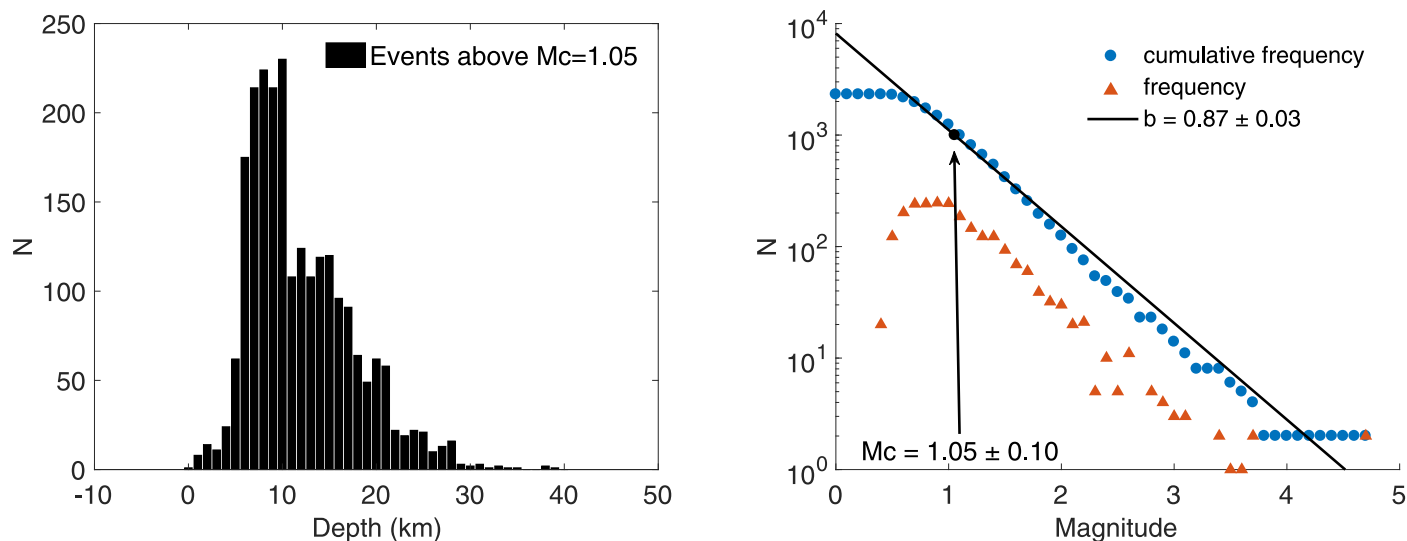 250
200
150
100
50
0
N
-10 0 10 20 30 40 50
Depth (km)
Events above Mc=1.05
10^4
10^3
10^2
10^1
10^0
N
0 1 2 3 4 5
Magnitude
cumulative frequency
frequency
b = 0.87 ± 0.03
Mc = 1.05 ± 0.10